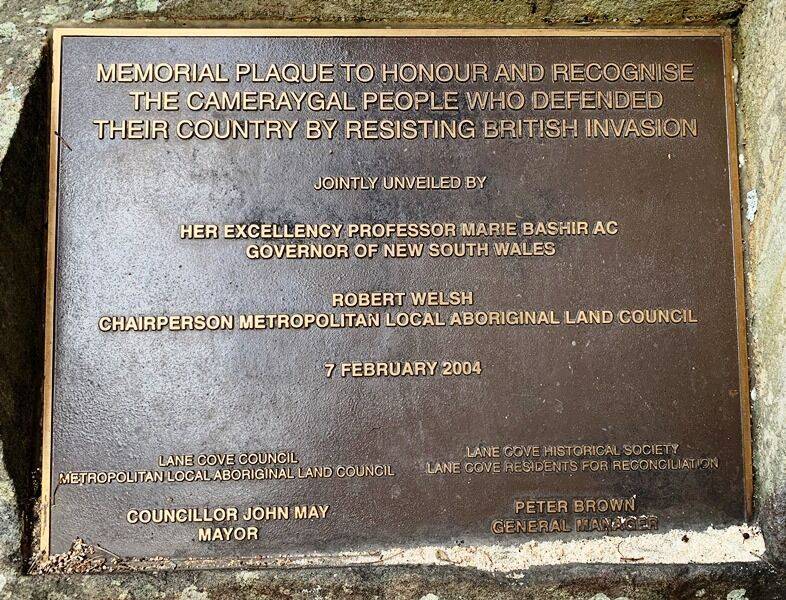 MEMORIAL PLAQUE TO HONOUR AND RECOGNISE
THE CAMERAYGAL PEOPLE WHO DEFENDED
THEIR COUNTRY BY RESISTING BRITISH INVASION
JOINTLY UNVEILED BY
HER EXCELLENCY PROFESSOR MARIE BASHIR AC
GOVERNOR OF NEW SOUTH WALES
ROBERT WELSH
CHAIRPERSON METROPOLITAN LOCAL ABORIGINAL LAND COUNCIL
7 FEBRUARY 2004
LANE COVE COUNCIL
METROPOLITAN LOCAL ABORIGINAL LAND COUNCIL
COUNCILLOR JOHN MAY
MAYOR
LANE COVE HISTORICAL SOCIETY
LANE COVE RESIDENTS FOR RECONCILIATION
PETER BROWN
GENERAL MANAGER